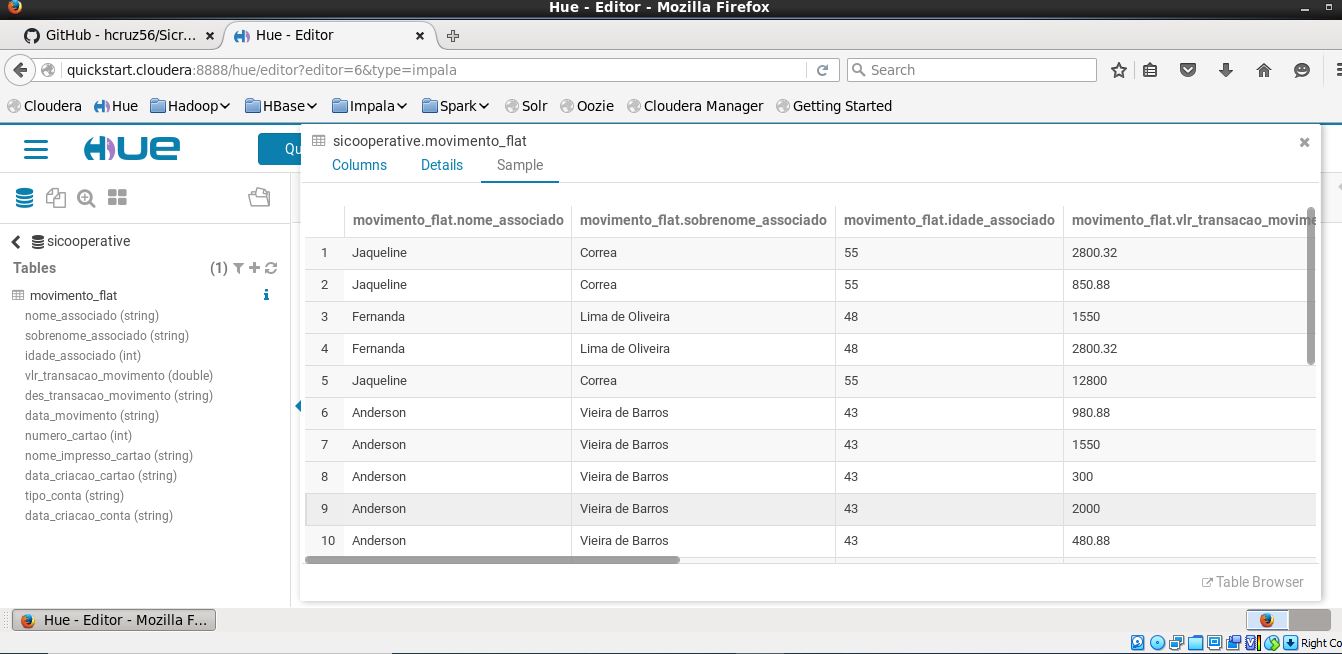 Hue - Editor - Mozilla Firefox
GitHub - hcruz56/Sicr... Hue - Editor
quickstart.cloudera:8888/hue/editor?editor=6&type=impala Search
Cloudera Hue Hadoop HBase Impala Spark Solr Oozie Cloudera Manager Getting Started
HUE Qu
sicooperative.movimento_flat
Columns Details Sample
sicooperative
Tables (1)
movimento_flat
nome_associado (string)
sobrenome_associado (string)
idade_associado (int)
vlr_transacao_movimento (double)
des_transacao_movimento (string)
data_movimento (string)
numero_cartao (int)
nome_impresso_cartao (string)
data_criacao_cartao (string)
tipo_conta (string)
data_criacao_conta (string)
movimento_flat.nome_associado movimento_flat.sobrenome_associado movimento_flat.idade_associado movimento_flat.vlr_transacao_movime
1 Jaqueline Correa 55 2800.32
2 Jaqueline Correa 55 850.88
3 Fernanda Lima de Oliveira 48 1550
4 Fernanda Lima de Oliveira 48 2800.32
5 Jaqueline Correa 55 12800
6 Anderson Vieira de Barros 43 980.88
7 Anderson Vieira de Barros 43 1550
8 Anderson Vieira de Barros 43 300
9 Anderson Vieira de Barros 43 2000
10 Anderson Vieira de Barros 43 480.88
Table Browser
Hue - Editor - Mozilla F...
Right Co